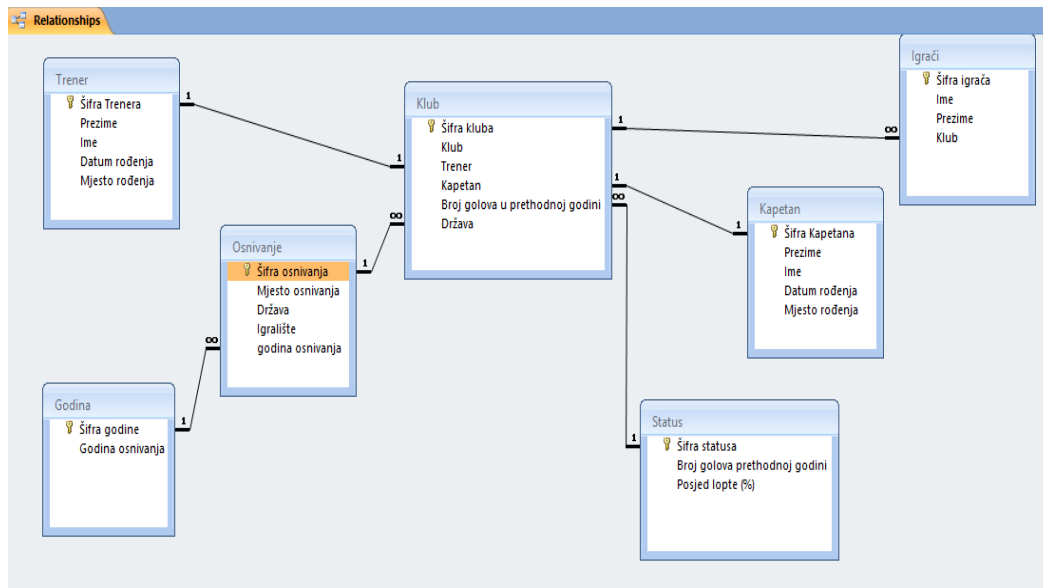 Relationships
Trener
Šifra Trenera
Prezime
Ime
Datum rođenja
Mjesto rođenja
1
1
Klub
Šifra kluba
Klub
Trener
Kapetan
Broj golova u prethodnoj godini
Država
1
∞
Igrači
Šifra igrača
Ime
Prezime
Klub
1
1
Kapetan
Šifra Kapetana
Prezime
Ime
Datum rođenja
Mjesto rođenja
Osnivanje
Šifra osnivanja
Mjesto osnivanja
Država
Igralište
godina osnivanja
1
∞
Godina
Šifra godine
Godina osnivanja
1
∞
Status
Šifra statusa
Broj golova prethodnoj godini
Posjed lopte (%)
1
∞